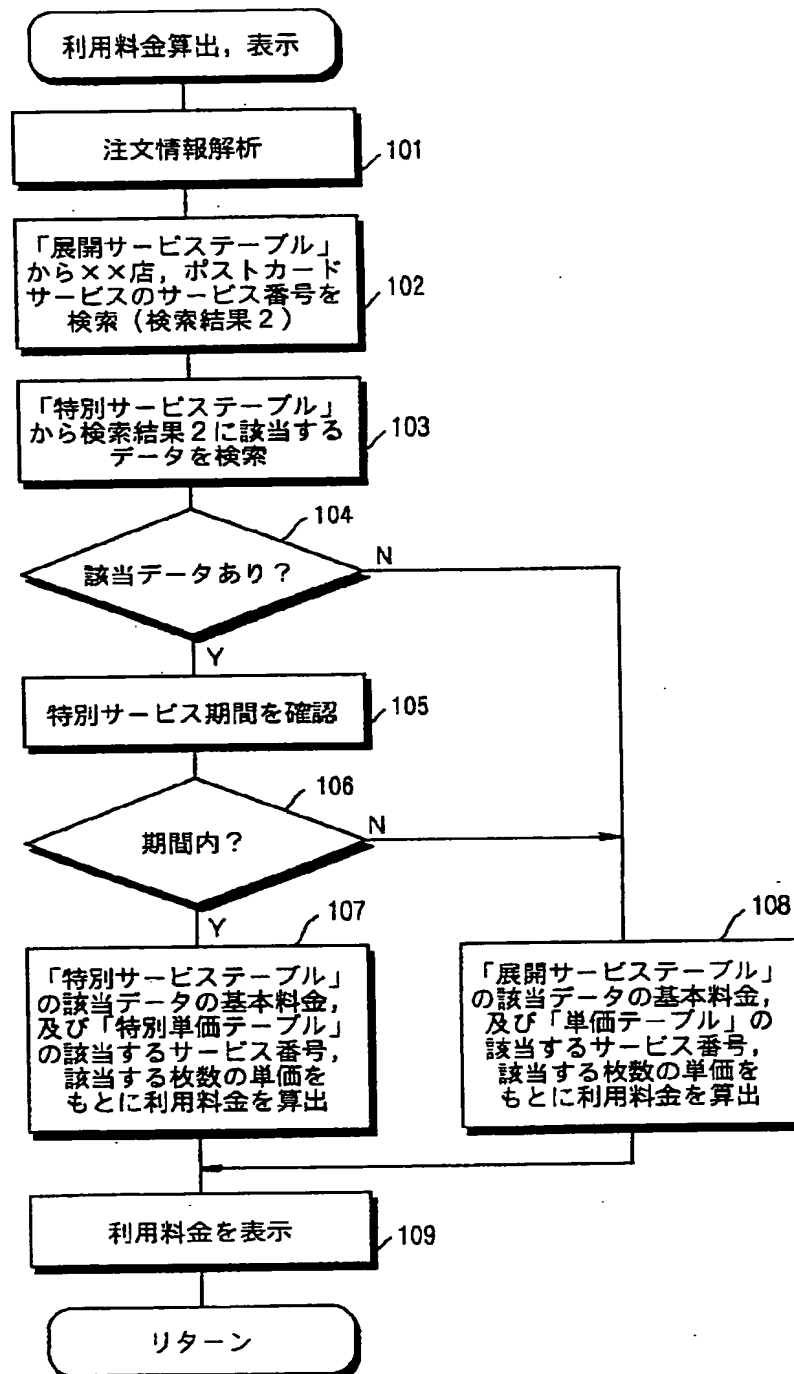 利用料金算出，表示
注文情報解析
101
「展開サービステーブル」
から××店，ポストカード
サービスのサービス番号を
検索（検索結果２）
102
「特別サービステーブル」
から検索結果２に該当する
データを検索
103
104
該当データあり？
N
Y
特別サービス期間を確認
105
106
期間内？
N
Y
107
「特別サービステーブル」
の該当データの基本料金，
及び「特別単価テーブル」
の該当するサービス番号，
該当する枚数の単価を
もとに利用料金を算出
108
「展開サービステーブル」
の該当データの基本料金，
及び「単価テーブル」の
該当するサービス番号，
該当する枚数の単価を
もとに利用料金を算出
利用料金を表示
109
リターン